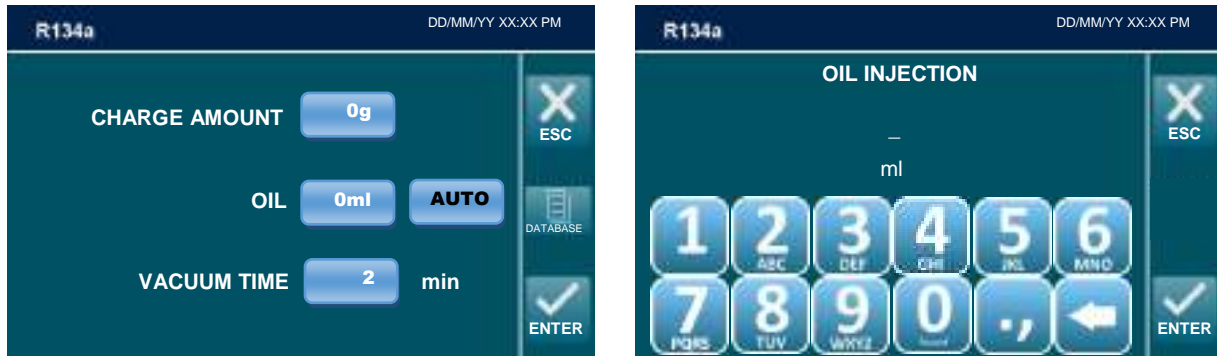 R134a DD/MM/YY XX:XX PM
CHARGE AMOUNT 0g
ESC
OIL 0ml AUTO
DATABASE
VACUUM TIME 2 min
ENTER
R134a DD/MM/YY XX:XX PM
OIL INJECTION
ESC
_
ml
1 2 3 4 5 6
ABC DEF GHI JKL MNO
7 8 9 0 .,
PQRS TUV WXYZ
ENTER